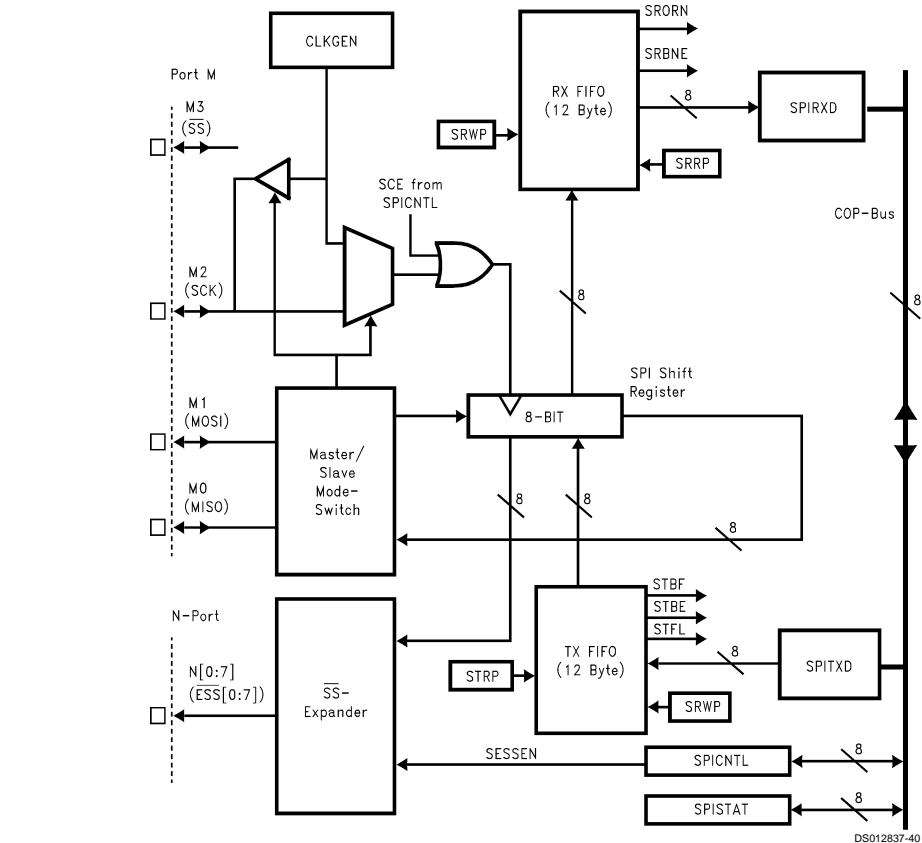 SRORN
CLKGEN
SRBNE
Port M
8
RX FIFO
(12 Byte)
SPIRXD
M3
(S̅S̅)
SRWP
SRRP
SCE from
SPICNTL
COP-Bus
M2
(SCK)
8
8
SPI Shift
Register
M1
(MOSI)
8-BIT
Master/
Slave
Mode-
Switch
M0
(MISO)
8
8
8
STBF
N-Port
STBE
STFL
8
TX FIFO
(12 Byte)
SPITXD
N[0:7]
(E̅S̅S̅[0:7])
STRP
S̅S̅-
Expander
SRWP
SESSEN
SPICNTL
8
SPISTAT
8
DS012837-40